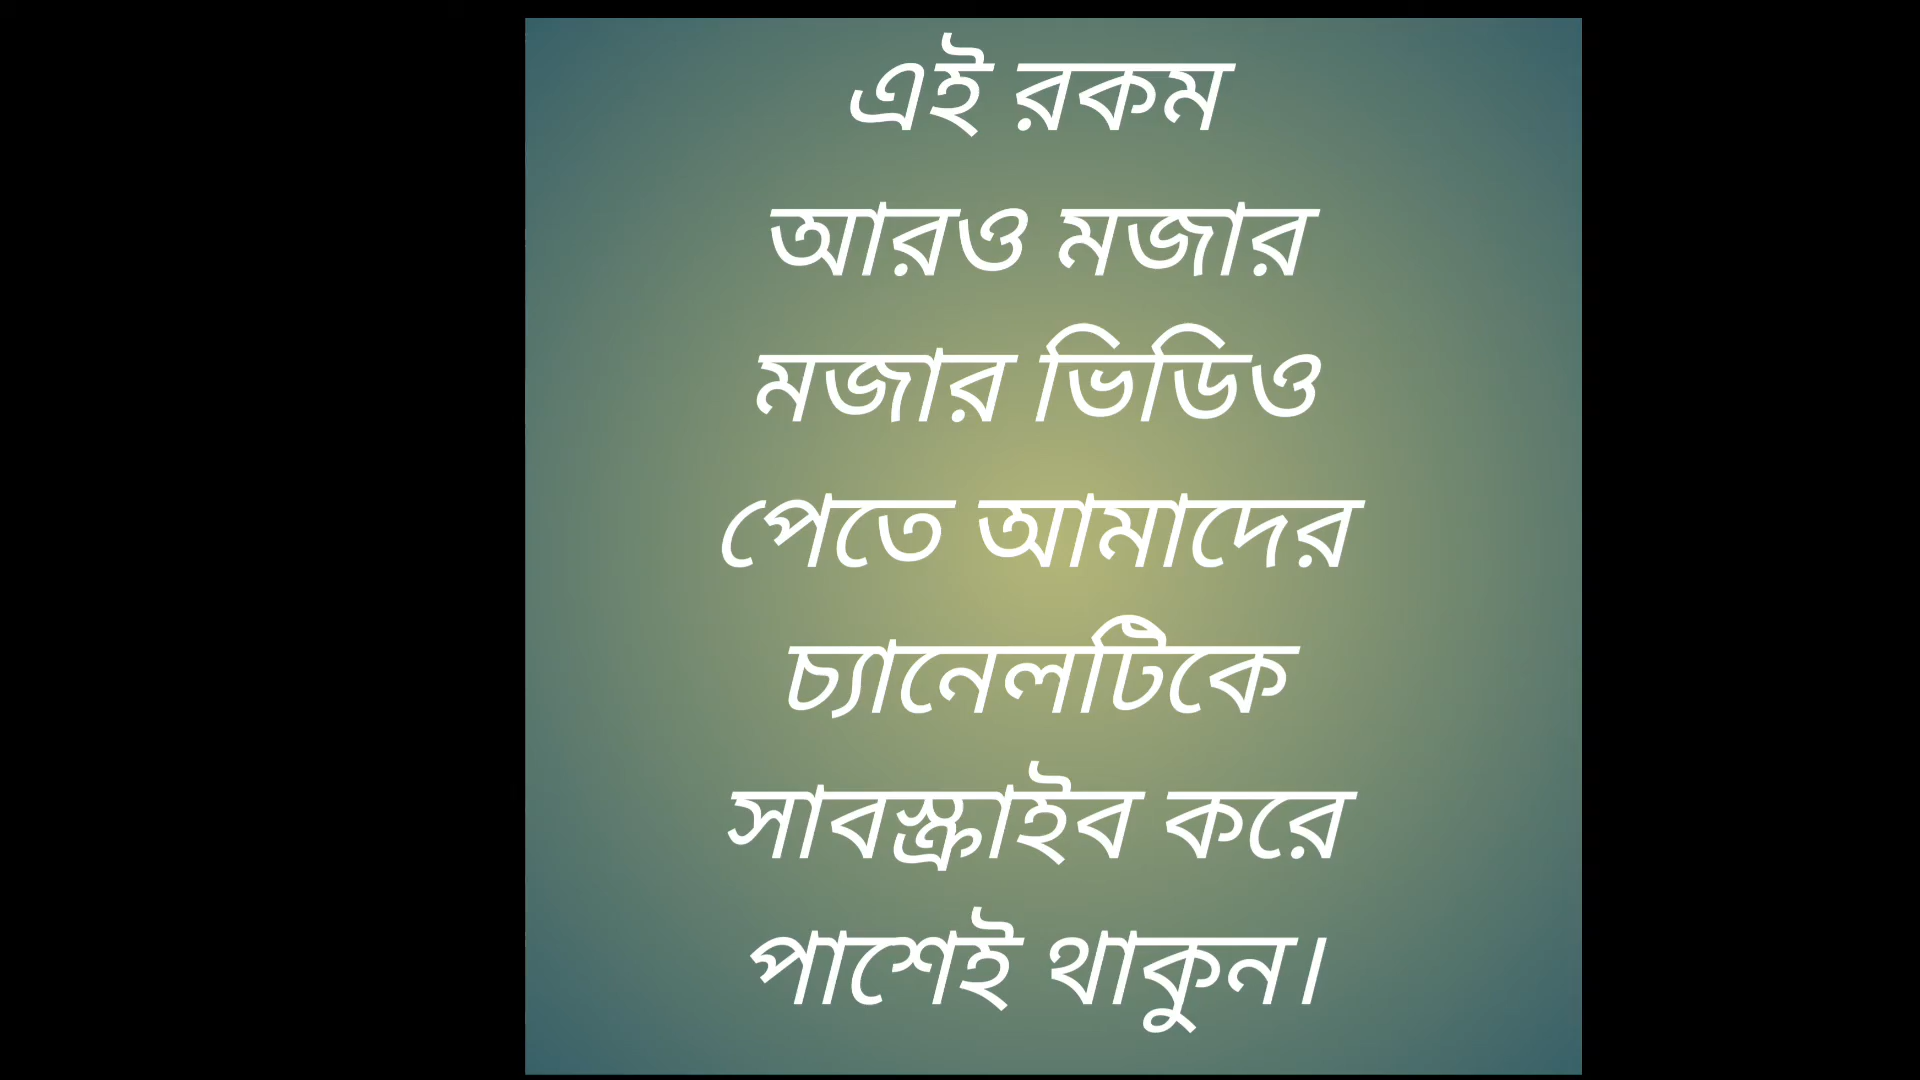 এই রকম
আরও মজার
মজার ভিডিও
পেতে আমাদের
চ্যানেলটিকে
সাবস্ক্রাইব করে
পাশেই থাকুন।